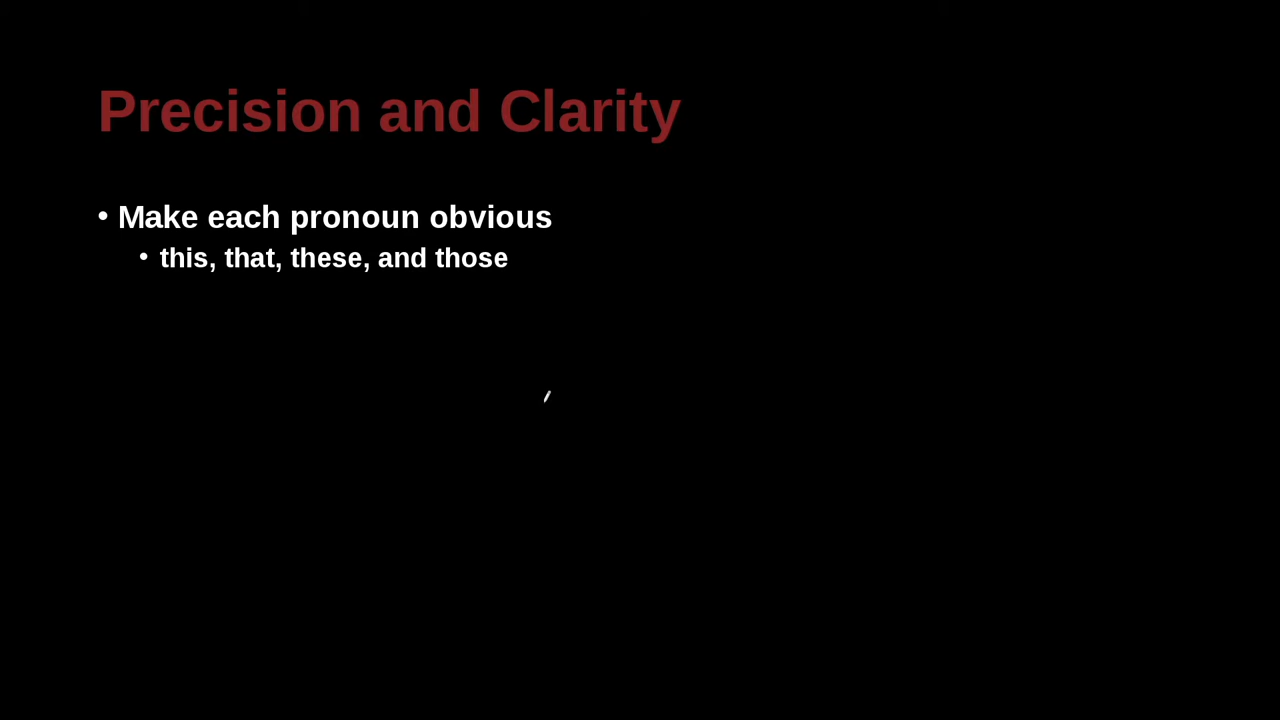 Precision and Clarity
• Make each pronoun obvious
• this, that, these, and those